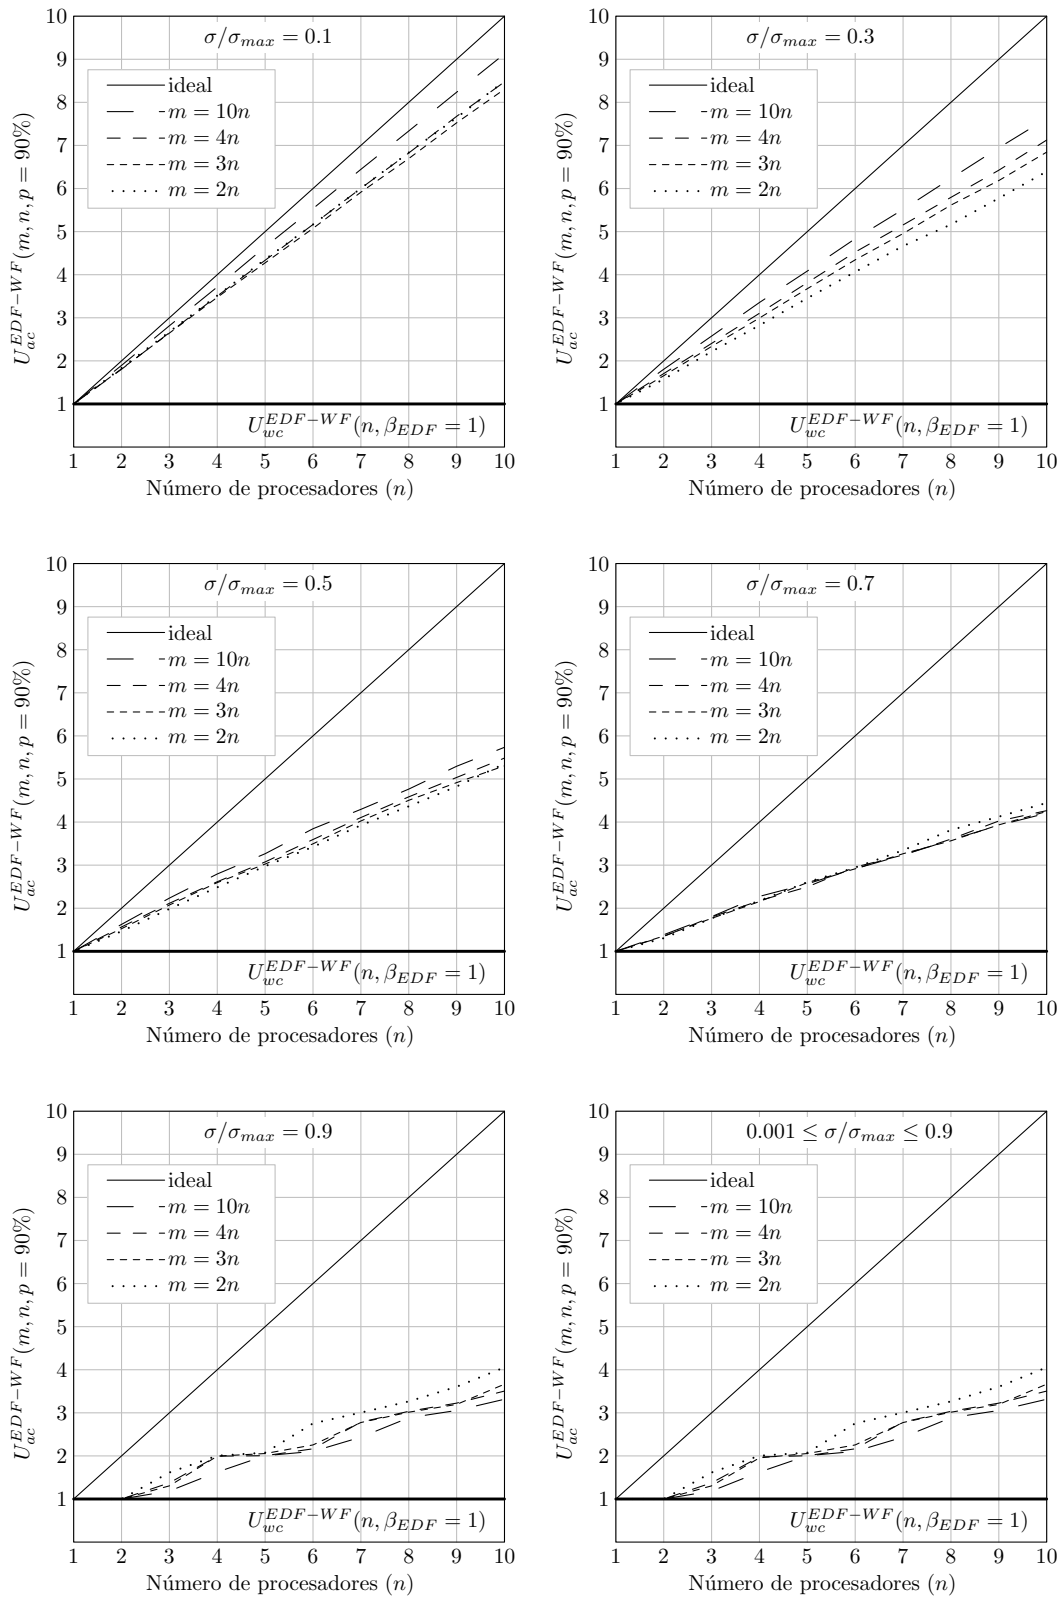 σ/σ_max = 0.1
U_ac^{EDF−WF}(m, n, p = 90%)
10
9
8
7
6
5
4
3
2
1
ideal
m = 10n
m = 4n
m = 3n
m = 2n
U_wc^{EDF−WF}(n, β_EDF = 1)
1 2 3 4 5 6 7 8 9 10
Número de procesadores (n)
σ/σ_max = 0.3
U_ac^{EDF−WF}(m, n, p = 90%)
10
9
8
7
6
5
4
3
2
1
ideal
m = 10n
m = 4n
m = 3n
m = 2n
U_wc^{EDF−WF}(n, β_EDF = 1)
1 2 3 4 5 6 7 8 9 10
Número de procesadores (n)
σ/σ_max = 0.5
U_ac^{EDF−WF}(m, n, p = 90%)
10
9
8
7
6
5
4
3
2
1
ideal
m = 10n
m = 4n
m = 3n
m = 2n
U_wc^{EDF−WF}(n, β_EDF = 1)
1 2 3 4 5 6 7 8 9 10
Número de procesadores (n)
σ/σ_max = 0.7
U_ac^{EDF−WF}(m, n, p = 90%)
10
9
8
7
6
5
4
3
2
1
ideal
m = 10n
m = 4n
m = 3n
m = 2n
U_wc^{EDF−WF}(n, β_EDF = 1)
1 2 3 4 5 6 7 8 9 10
Número de procesadores (n)
σ/σ_max = 0.9
U_ac^{EDF−WF}(m, n, p = 90%)
10
9
8
7
6
5
4
3
2
1
ideal
m = 10n
m = 4n
m = 3n
m = 2n
U_wc^{EDF−WF}(n, β_EDF = 1)
1 2 3 4 5 6 7 8 9 10
Número de procesadores (n)
0.001 ≤ σ/σ_max ≤ 0.9
U_ac^{EDF−WF}(m, n, p = 90%)
10
9
8
7
6
5
4
3
2
1
ideal
m = 10n
m = 4n
m = 3n
m = 2n
U_wc^{EDF−WF}(n, β_EDF = 1)
1 2 3 4 5 6 7 8 9 10
Número de procesadores (n)